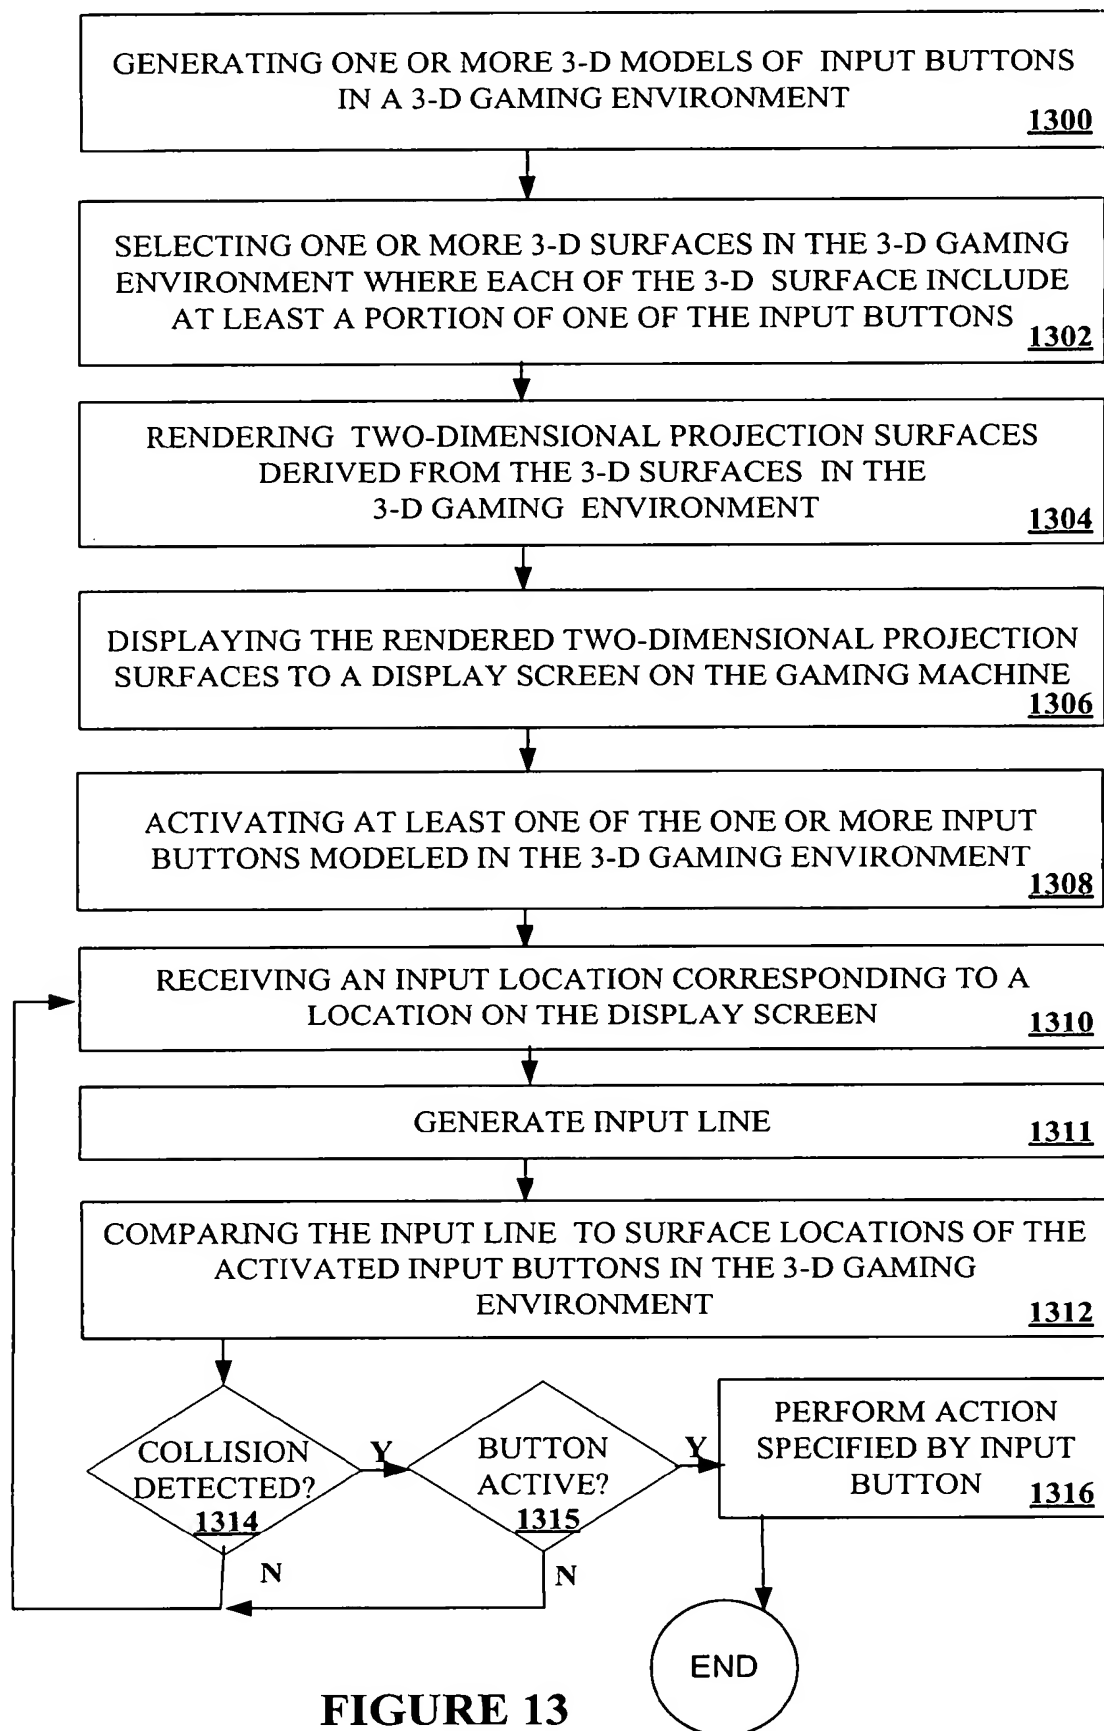 GENERATING ONE OR MORE 3-D MODELS OF INPUT BUTTONS
IN A 3-D GAMING ENVIRONMENT
1300
SELECTING ONE OR MORE 3-D SURFACES IN THE 3-D GAMING
ENVIRONMENT WHERE EACH OF THE 3-D SURFACE INCLUDE
AT LEAST A PORTION OF ONE OF THE INPUT BUTTONS
1302
RENDERING TWO-DIMENSIONAL PROJECTION SURFACES
DERIVED FROM THE 3-D SURFACES IN THE
3-D GAMING ENVIRONMENT
1304
DISPLAYING THE RENDERED TWO-DIMENSIONAL PROJECTION
SURFACES TO A DISPLAY SCREEN ON THE GAMING MACHINE
1306
ACTIVATING AT LEAST ONE OF THE ONE OR MORE INPUT
BUTTONS MODELED IN THE 3-D GAMING ENVIRONMENT
1308
RECEIVING AN INPUT LOCATION CORRESPONDING TO A
LOCATION ON THE DISPLAY SCREEN
1310
GENERATE INPUT LINE
1311
COMPARING THE INPUT LINE TO SURFACE LOCATIONS OF THE
ACTIVATED INPUT BUTTONS IN THE 3-D GAMING
ENVIRONMENT
1312
COLLISION
DETECTED?
1314
Y
N
BUTTON
ACTIVE?
1315
Y
N
PERFORM ACTION
SPECIFIED BY INPUT
BUTTON
1316
END
FIGURE 13